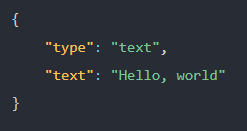 {
    "type": "text",
    "text": "Hello, world"
}